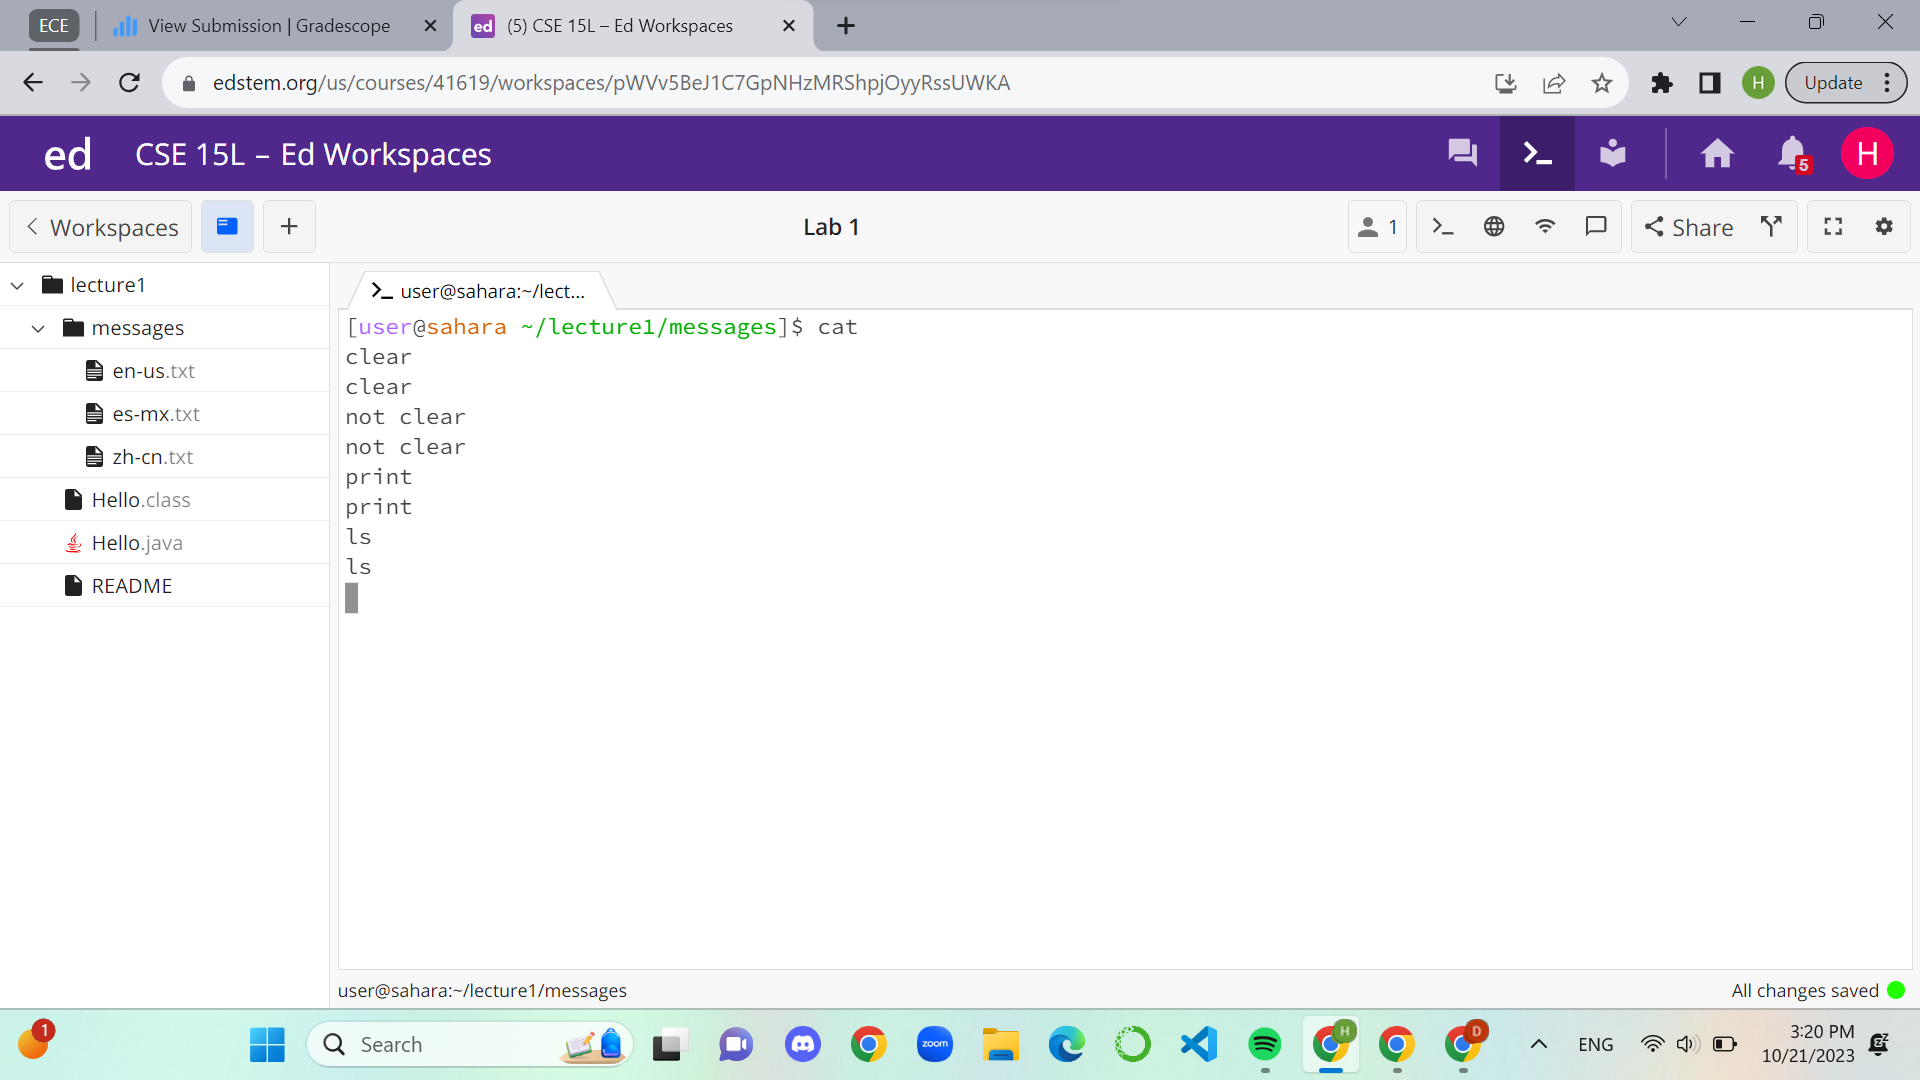 ECE
View Submission | Gradescope
(5) CSE 15L – Ed Workspaces
edstem.org/us/courses/41619/workspaces/pWVv5BeJ1C7GpNHzMRShpjOyyRssUWKA
H
Update
ed
CSE 15L – Ed Workspaces
5
H
Workspaces
Lab 1
1
Share
lecture1
messages
en-us.txt
es-mx.txt
zh-cn.txt
Hello.class
Hello.java
README
user@sahara:~/lect...
[user@sahara ~/lecture1/messages]$ cat
clear
clear
not clear
not clear
print
print
ls
ls
user@sahara:~/lecture1/messages
All changes saved
1
Search
zoom
H
D
ENG
3:20 PM
10/21/2023